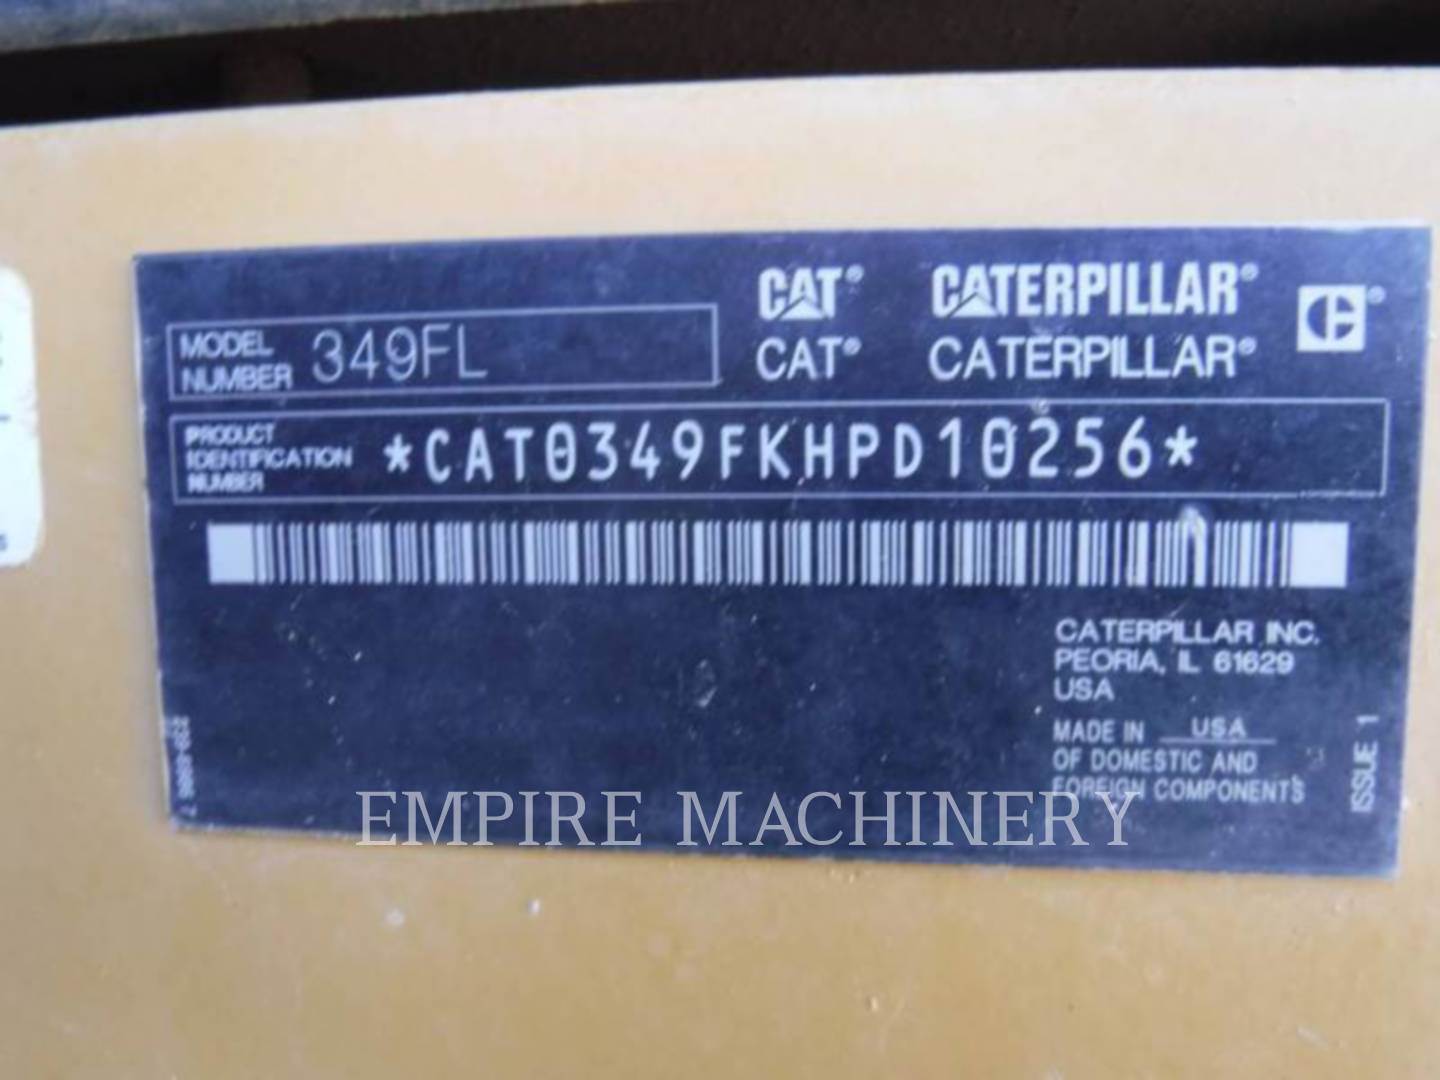 CAT® CATERPILLAR®
MODEL NUMBER 349FL
CAT® CATERPILLAR®
PRODUCT IDENTIFICATION NUMBER *CAT0349FKHPD10256*
CATERPILLAR INC.
PEORIA, IL 61629
USA
MADE IN USA
OF DOMESTIC AND
FOREIGN COMPONENTS
ISSUE 1
EMPIRE MACHINERY